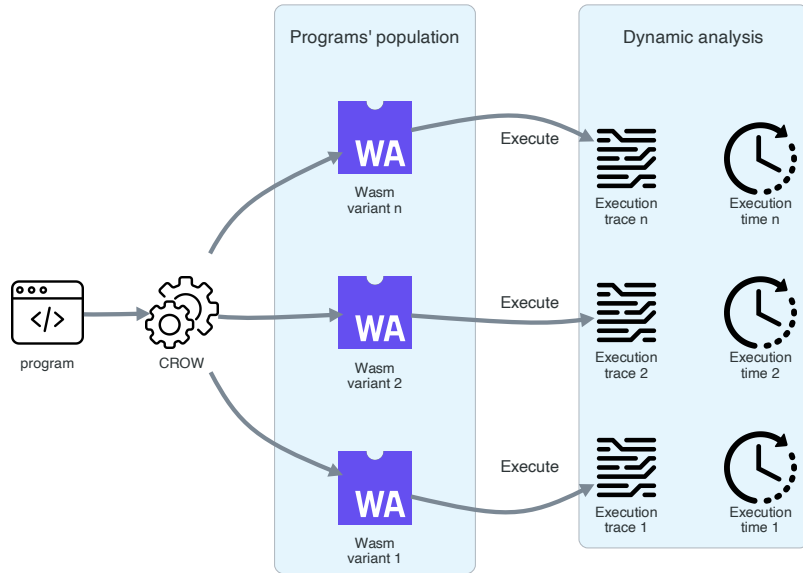 Programs' population
Dynamic analysis
WA
Wasm
variant n
Execute
Execution
trace n
Execution
time n
</>
program
CROW
WA
Wasm
variant 2
Execute
Execution
trace 2
Execution
time 2
WA
Wasm
variant 1
Execute
Execution
trace 1
Execution
time 1